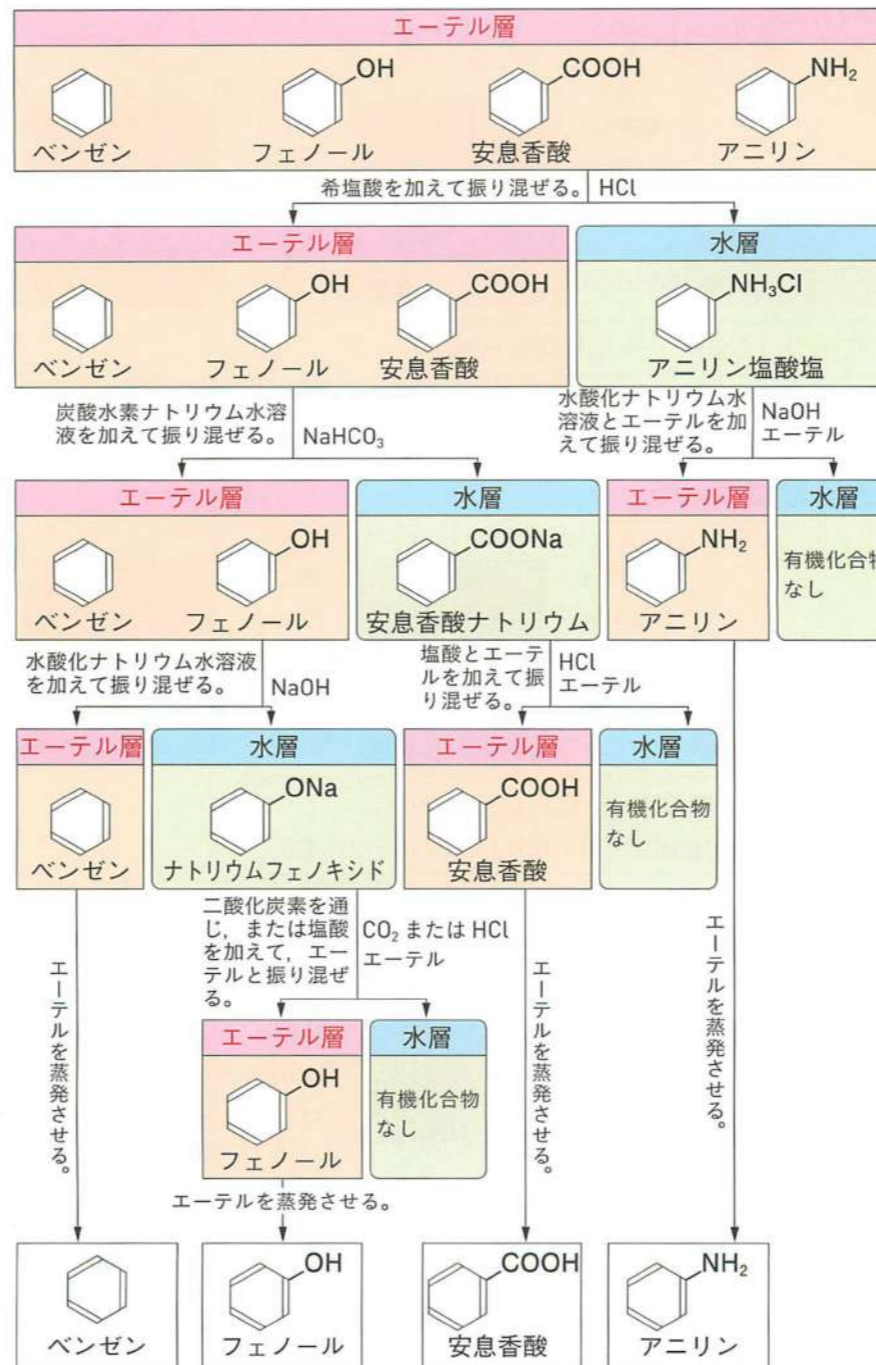 エーテル層
OH
COOH
NH₂
ベンゼン
フェノール
安息香酸
アニリン
希塩酸を加えて振り混ぜる。
HCl
エーテル層
水層
OH
COOH
NH₃Cl
ベンゼン
フェノール
安息香酸
アニリン塩酸塩
炭酸水素ナトリウム水溶
液を加えて振り混ぜる。
NaHCO₃
水酸化ナトリウム水
溶液とエーテルを加
えて振り混ぜる。
NaOH
エーテル
エーテル層
水層
エーテル層
水層
OH
COONa
NH₂
有機化合物
なし
ベンゼン
フェノール
安息香酸ナトリウム
アニリン
水酸化ナトリウム水溶液
を加えて振り混ぜる。
NaOH
塩酸とエーテ
ルを加えて振
り混ぜる。
HCl
エーテル
エーテル層
水層
エーテル層
水層
ONa
COOH
有機化合物
なし
ベンゼン
ナトリウムフェノキシド
安息香酸
二酸化炭素を通
じ，または塩酸
を加えて，エー
テルと振り混ぜ
る。
CO₂ または HCl
エーテル
エーテルを蒸発させる。
エーテルを蒸発させる。
エーテルを蒸発させる。
エーテル層
水層
OH
有機化合物
なし
フェノール
エーテルを蒸発させる。
OH
COOH
NH₂
ベンゼン
フェノール
安息香酸
アニリン